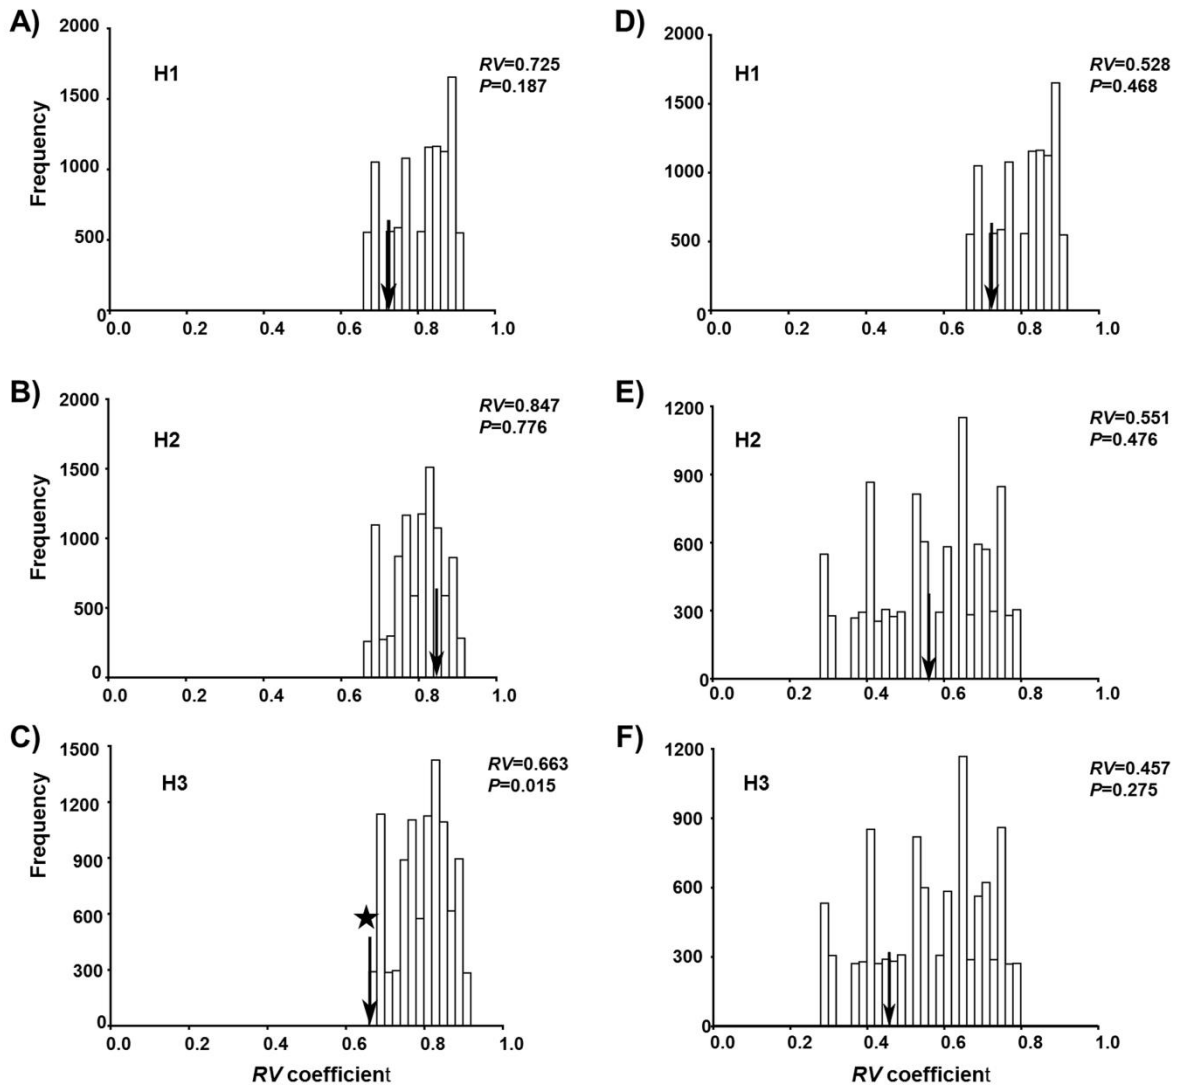 A)
H1
RV=0.725
P=0.187
Frequency
2000
1500
1000
500
0
0.0 0.2 0.4 0.6 0.8 1.0
D)
H1
RV=0.528
P=0.468
2000
1500
1000
500
0
0.0 0.2 0.4 0.6 0.8 1.0
B)
H2
RV=0.847
P=0.776
Frequency
2000
1500
1000
500
0
0.0 0.2 0.4 0.6 0.8 1.0
E)
H2
RV=0.551
P=0.476
1200
900
600
300
0
0.0 0.2 0.4 0.6 0.8 1.0
C)
H3
RV=0.663
P=0.015
Frequency
1500
1200
900
600
300
0
0.0 0.2 0.4 0.6 0.8 1.0
RV coefficient
F)
H3
RV=0.457
P=0.275
1200
900
600
300
0
0.0 0.2 0.4 0.6 0.8 1.0
RV coefficient